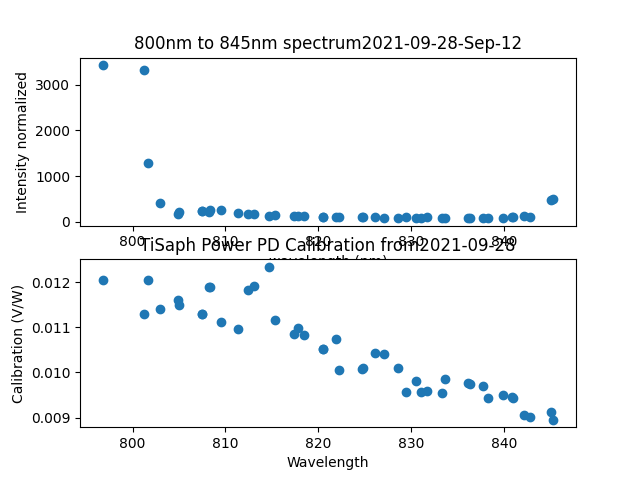 800nm to 845nm spectrum2021-09-28-Sep-12
Intensity normalized
3000
2000
1000
0
800 810 820 830 840
wavelength (nm)
TiSaph Power PD Calibration from2021-09-28
Calibration (V/W)
0.012
0.011
0.010
0.009
800 810 820 830 840
Wavelength